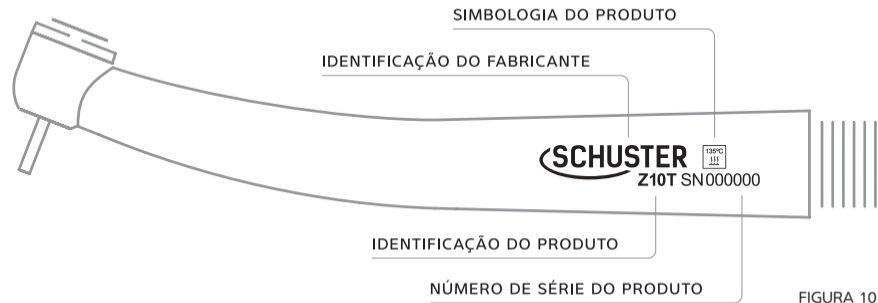 SIMBOLOGIA DO PRODUTO
IDENTIFICAÇÃO DO FABRICANTE
SCHUSTER
135°C
Z10T SN000000
IDENTIFICAÇÃO DO PRODUTO
NÚMERO DE SÉRIE DO PRODUTO
FIGURA 10